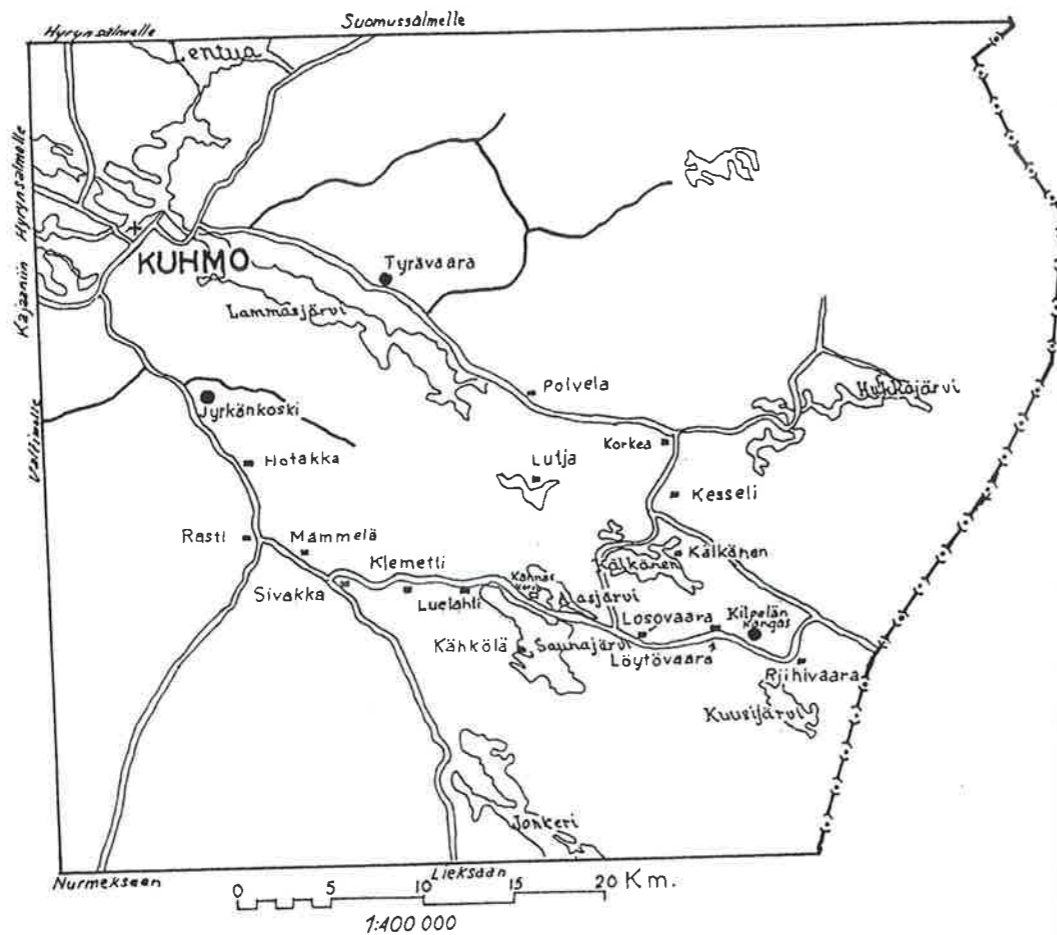 Hyrynsalmelle
Suomussalmelle
Lentua
Kajaaniin Hyrynsalmelle
KUHMO
Tyrävaara
Lammasjärvi
Valtimolle
Jyrkänkoski
Polvela
Hukkajärvi
Hotakka
Korkea
Lutja
Kesseli
Rasti
Mammelä
Klemetti
Sivakka
Luelahti
Alasjärvi
Kälkänen
Kälkänen
Losovaara
Kilpelän
kangas
Kähkölä
Saunajärvi
Löytövaara
Riihivaara
Kuusijärvi
Jonkeri
Nurmeksaan
Lieksaan
0 5 10 15 20 Km.
1:400 000